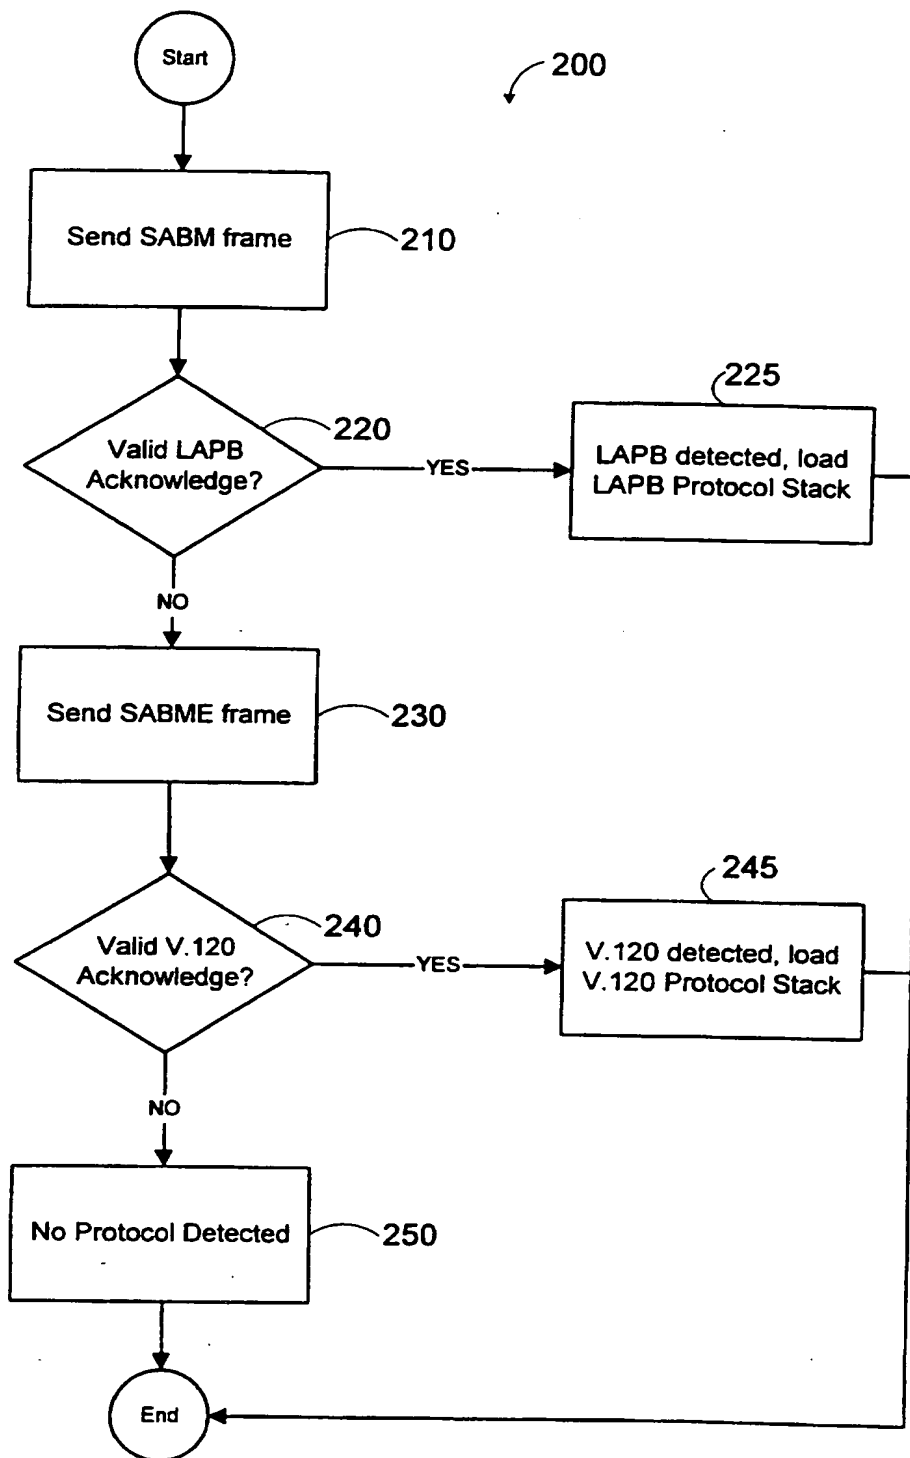 Start
200
Send SABM frame
210
Valid LAPB
Acknowledge?
220
YES
225
LAPB detected, load
LAPB Protocol Stack
NO
Send SABME frame
230
Valid V.120
Acknowledge?
240
YES
245
V.120 detected, load
V.120 Protocol Stack
NO
No Protocol Detected
250
End